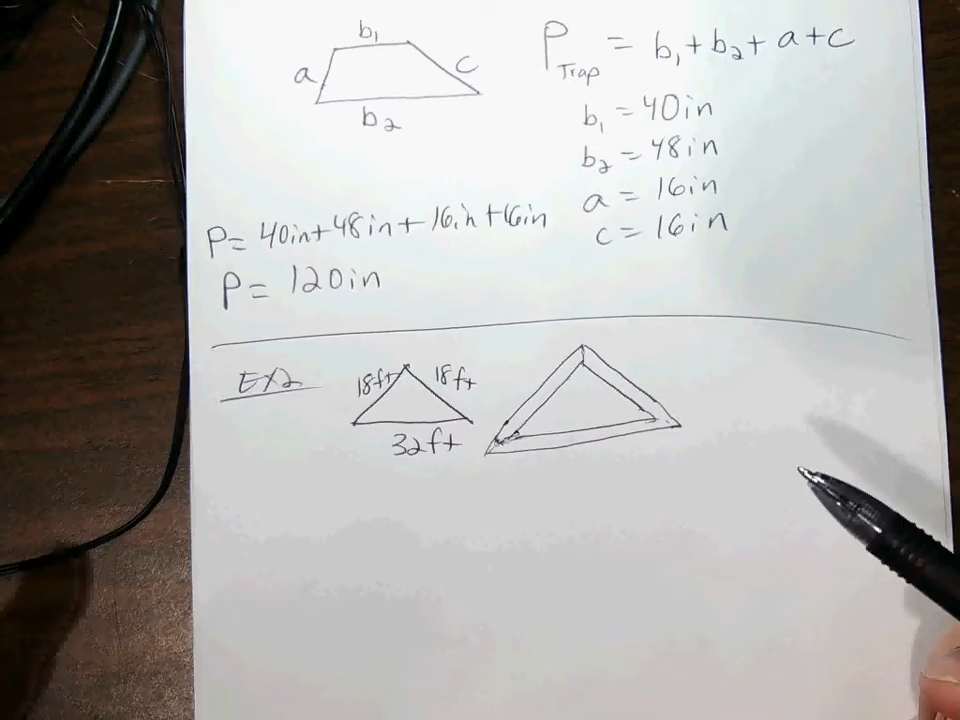 b₁
a
c
b₂
P Trap = b₁ + b₂ + a + c
b₁ = 40in
b₂ = 48in
a = 16in
c = 16in
P = 40in + 48in + 16in + 16in
P = 120in
EX2
18ft
18ft
32ft